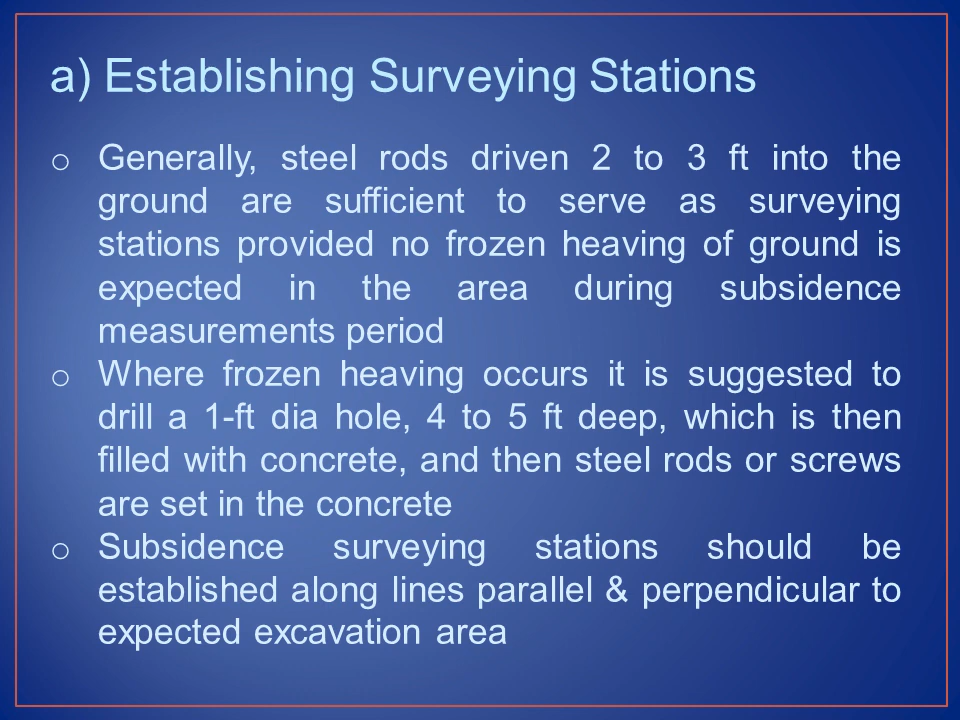 a) Establishing Surveying Stations
o Generally, steel rods driven 2 to 3 ft into the
ground are sufficient to serve as surveying
stations provided no frozen heaving of ground is
expected in the area during subsidence
measurements period
o Where frozen heaving occurs it is suggested to
drill a 1-ft dia hole, 4 to 5 ft deep, which is then
filled with concrete, and then steel rods or screws
are set in the concrete
o Subsidence surveying stations should be
established along lines parallel & perpendicular to
expected excavation area